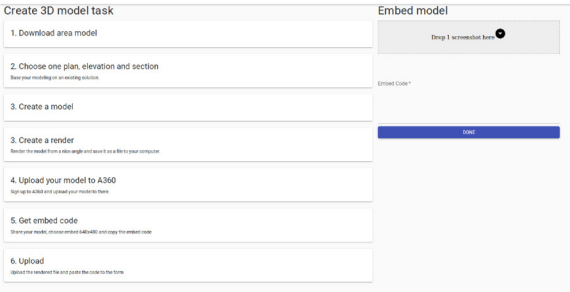 Create 3D model task
1. Download area model
2. Choose one plan, elevation and section
Base your modeling on an existing solution.
3. Create a model
3. Create a render
Render the model from a nice angle and save it as a file to your computer.
4. Upload your model to A360
Sign up to A360 and upload your model to there
5. Get embed code
Share your model, choose embed 640x480 and copy the embed code
6. Upload
Upload the rendered file and paste the code to the form
Embed model
Drop 1 screenshot here
Embed Code *
DONE